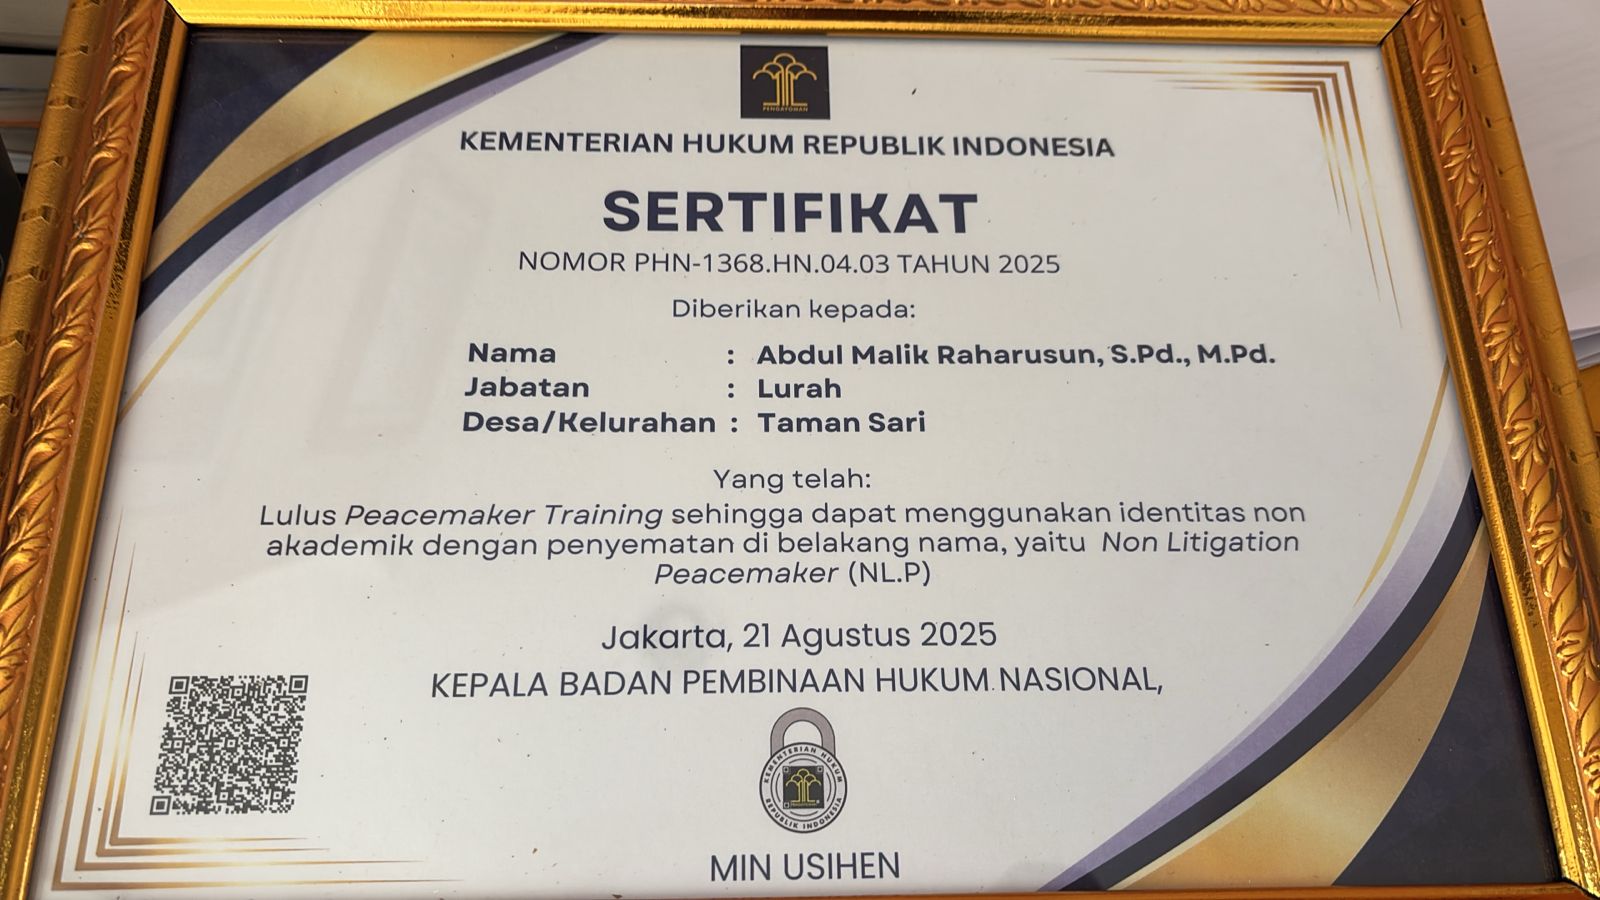 PENGAYOMAN
KEMENTERIAN HUKUM REPUBLIK INDONESIA
SERTIFIKAT
NOMOR PHN-1368.HN.04.03 TAHUN 2025
Diberikan kepada:
Nama : Abdul Malik Raharusun, S.Pd., M.Pd.
Jabatan : Lurah
Desa/Kelurahan : Taman Sari
Yang telah:
Lulus Peacemaker Training sehingga dapat menggunakan identitas non
akademik dengan penyematan di belakang nama, yaitu Non Litigation
Peacemaker (NL.P)
Jakarta, 21 Agustus 2025
KEPALA BADAN PEMBINAAN HUKUM NASIONAL,
KEMENTERIAN HUKUM
REPUBLIK INDONESIA
MIN USIHEN